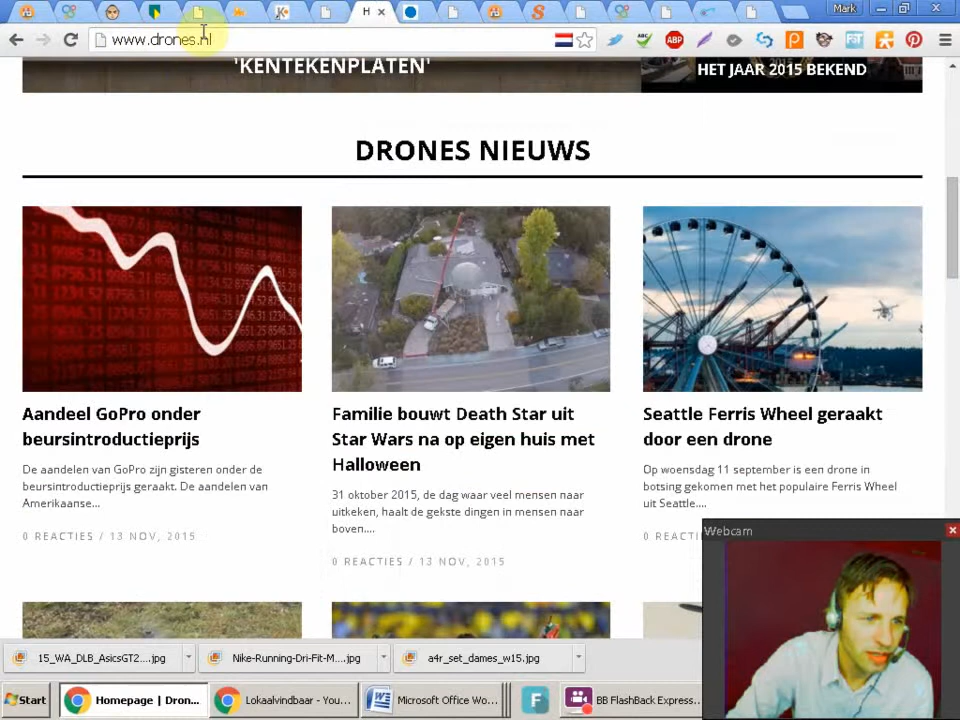 H
Mark
www.drones.nl
ABP
'KENTEKENPLATEN'
HET JAAR 2015 BEKEND
DRONES NIEUWS
Aandeel GoPro onder
beursintroductieprijs
De aandelen van GoPro zijn gisteren onder de
beursintroductieprijs geraakt. De aandelen van
Amerikaanse...
0 REACTIES / 13 NOV, 2015
Familie bouwt Death Star uit
Star Wars na op eigen huis met
Halloween
31 oktober 2015, de dag waar veel mensen naar
uitkeken, haalt de gekste dingen in mensen naar
boven....
0 REACTIES / 13 NOV, 2015
Seattle Ferris Wheel geraakt
door een drone
Op woensdag 11 september is een drone in
botsing gekomen met het populaire Ferris Wheel
uit Seattle....
0 REACTI
Webcam
15_WA_DLB_AsicsGT2....jpg
Nike-Running-Dri-Fit-M....jpg
a4r_set_dames_w15.jpg
Start
Homepage | Dron...
Lokaalvindbaar - You...
Microsoft Office Wo...
F
BB FlashBack Express...